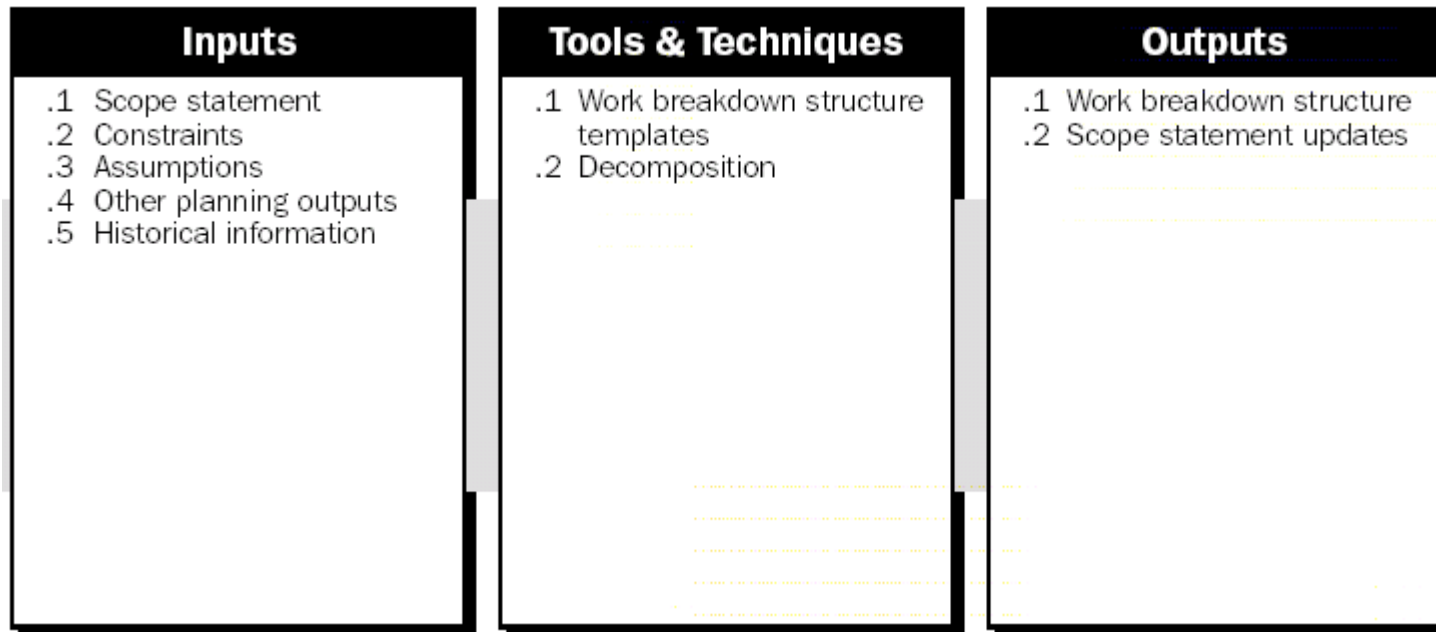 Inputs
.1 Scope statement
.2 Constraints
.3 Assumptions
.4 Other planning outputs
.5 Historical information
Tools & Techniques
.1 Work breakdown structure
templates
.2 Decomposition
Outputs
.1 Work breakdown structure
.2 Scope statement updates